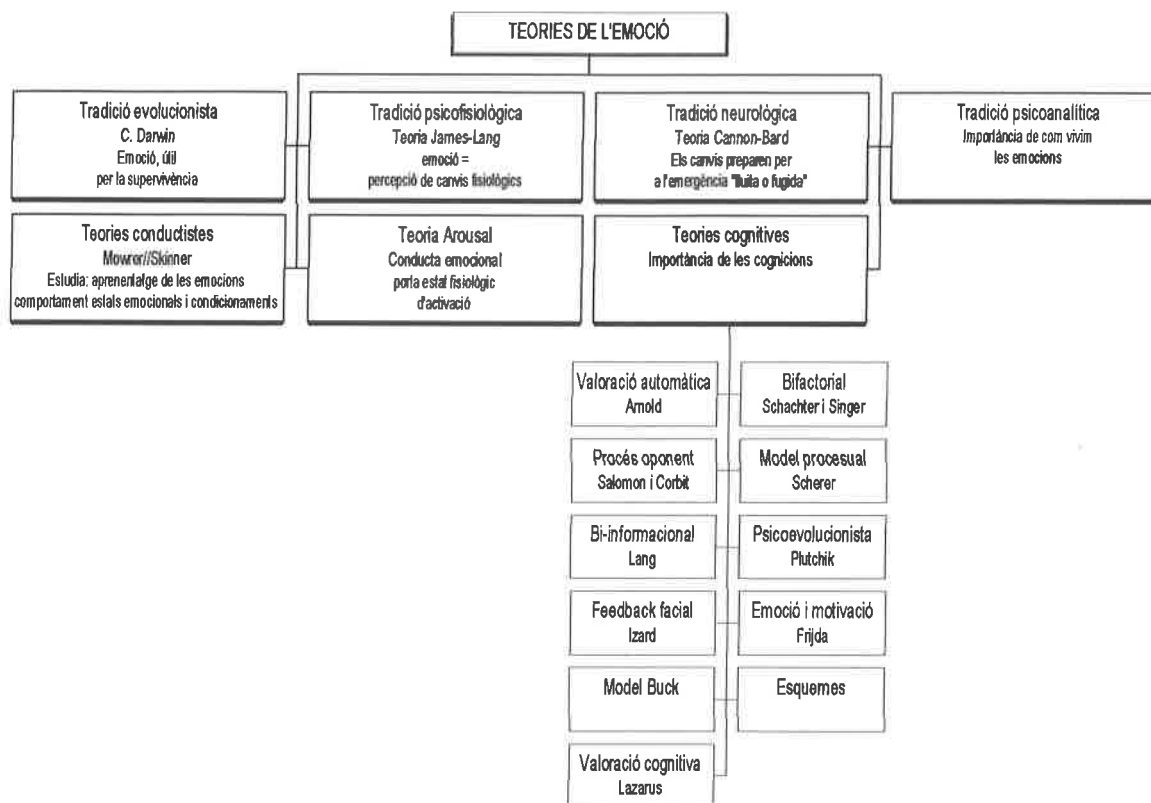 TEORIES DE L'EMOCIÓ
Tradició evolucionista
C. Darwin
Emoció, útil
per la supervivència
Tradició psicofisiològica
Teoria James-Lang
emoció =
percepció de canvis fisiològics
Tradició neurològica
Teoria Cannon-Bard
Els canvis preparen per
a l'emergència "lluita o fugida"
Tradició psicoanalítica
Importància de com vivim
les emocions
Teories conductistes
Mowrer//Skinner
Estudia: aprenentatge de les emocions
comportament estats emocionals i condicionaments
Teoria Arousal
Conducta emocional
porta estat fisiològic
d'activació
Teories cognitives
Importància de les cognicions
Valoració automàtica
Arnold
Bifactorial
Schachter i Singer
Procés oponent
Salomon i Corbit
Model procesual
Scherer
Bi-informacional
Lang
Psicoevolucionista
Plutchik
Feedback facial
Izard
Emoció i motivació
Frijda
Model Buck
Esquemes
Valoració cognitiva
Lazarus